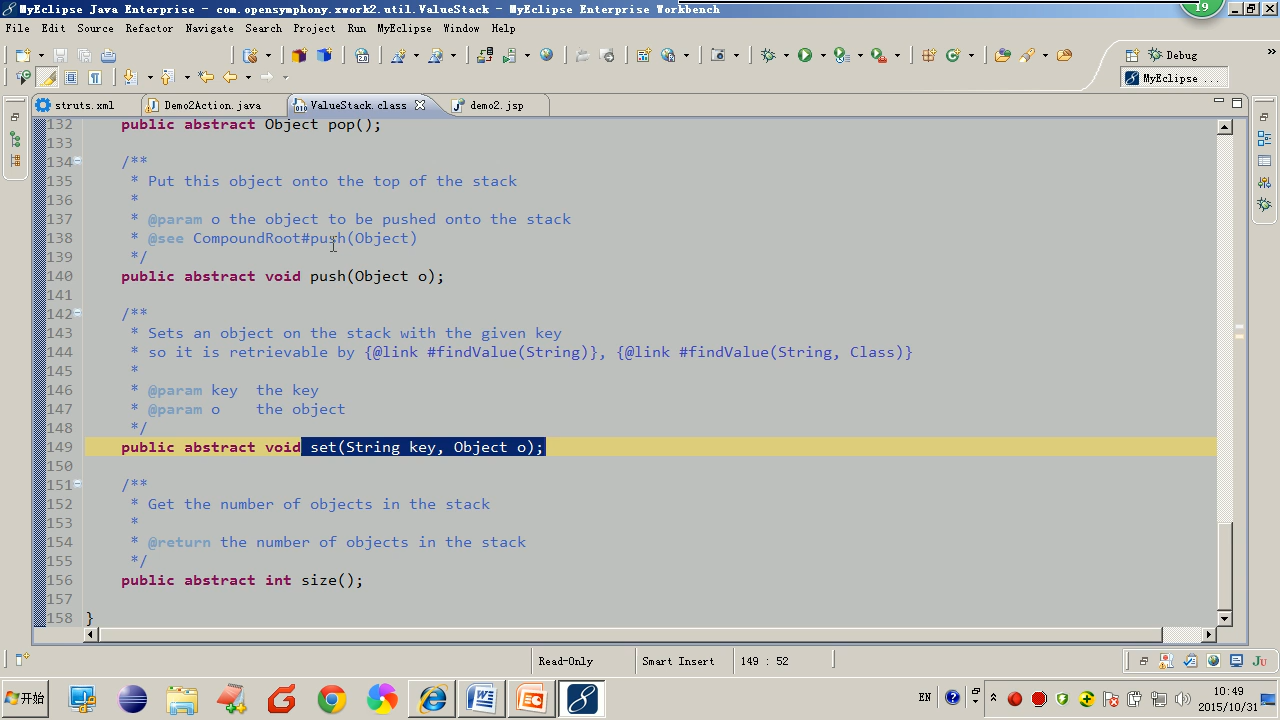 MyEclipse Java Enterprise - com.opensymphony.xwork2.util.ValueStack - MyEclipse Enterprise Workbench
19
File Edit Source Refactor Navigate Search Project Run MyEclipse Window Help
Debug
MyEclipse ...
struts.xml Demo2Action.java ValueStack.class demo2.jsp
132 public abstract Object pop();
133
134 /**
135 * Put this object onto the top of the stack
136 *
137 * @param o the object to be pushed onto the stack
138 * @see CompoundRoot#push(Object)
139 */
140 public abstract void push(Object o);
141
142 /**
143 * Sets an object on the stack with the given key
144 * so it is retrievable by {@link #findValue(String)}, {@link #findValue(String, Class)}
145 *
146 * @param key the key
147 * @param o the object
148 */
149 public abstract void set(String key, Object o);
150
151 /**
152 * Get the number of objects in the stack
153 *
154 * @return the number of objects in the stack
155 */
156 public abstract int size();
157
158 }
Read-Only Smart Insert 149 : 52
开始
EN
10:49
2015/10/31